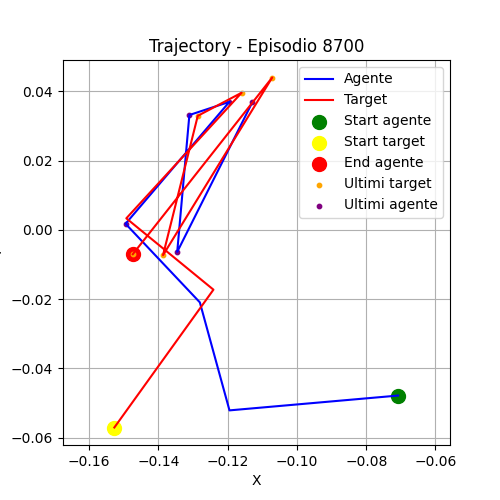 Trajectory - Episodio 8700
Agente
Target
Start agente
Start target
End agente
Ultimi target
Ultimi agente
0.04
0.02
0.00
−0.02
−0.04
−0.06
−0.16
−0.14
−0.12
−0.10
−0.08
−0.06
X